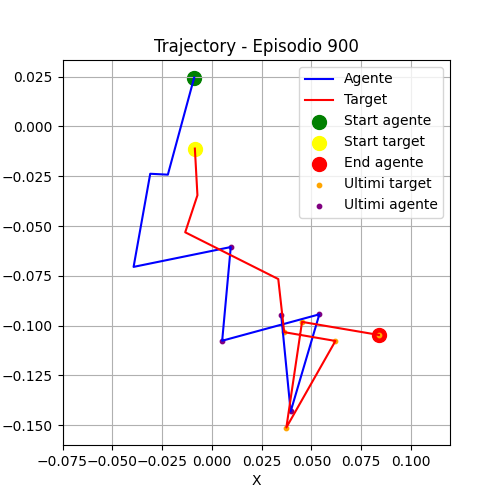 Trajectory - Episodio 900
Agente
Target
Start agente
Start target
End agente
Ultimi target
Ultimi agente
0.025
0.000
−0.025
−0.050
−0.075
−0.100
−0.125
−0.150
−0.075 −0.050 −0.025 0.000 0.025 0.050 0.075 0.100
X